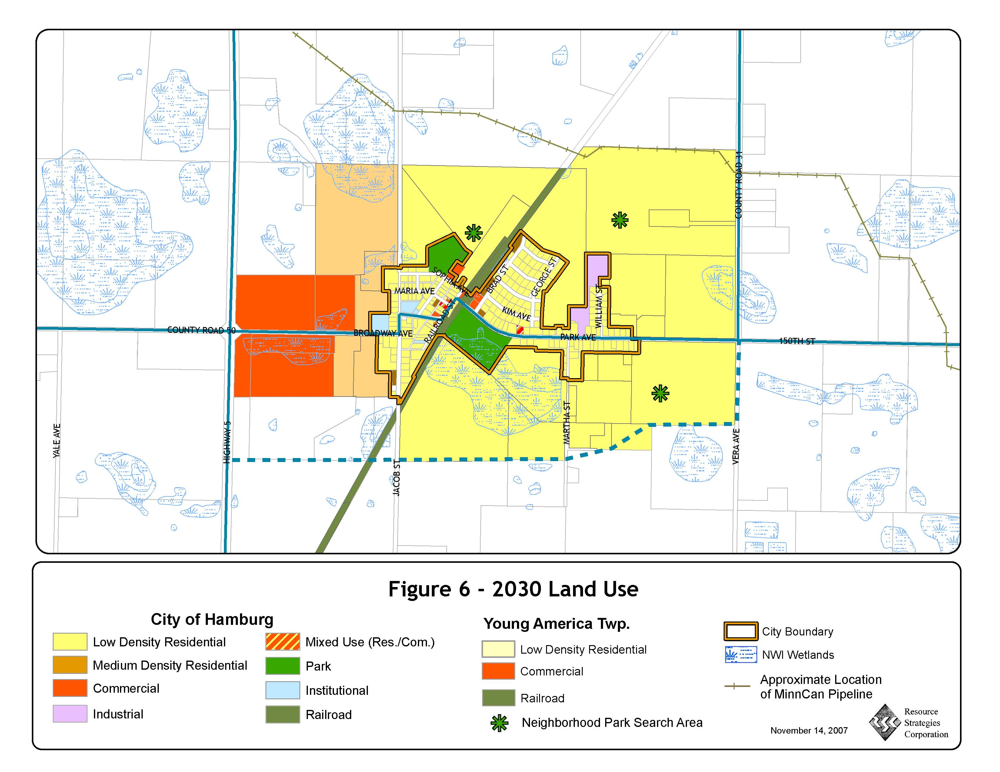 COUNTY ROAD 31
SOPHIA AVE
BRAD ST
GEORGE ST
MARIA AVE
WILLIAM ST
KIM AVE
RAILROAD ST
COUNTY ROAD 50
BROADWAY AVE
PARK AVE
150TH ST
YALE AVE
HIGHWAY 5
MARTHA ST
VERA AVE
JACOB ST
Figure 6 - 2030 Land Use
City of Hamburg
Low Density Residential
Medium Density Residential
Commercial
Industrial
Mixed Use (Res./Com.)
Park
Institutional
Railroad
Young America Twp.
Low Density Residential
Commercial
Railroad
Neighborhood Park Search Area
City Boundary
NWI Wetlands
Approximate Location
of MinnCan Pipeline
November 14, 2007
Resource
Strategies
Corporation